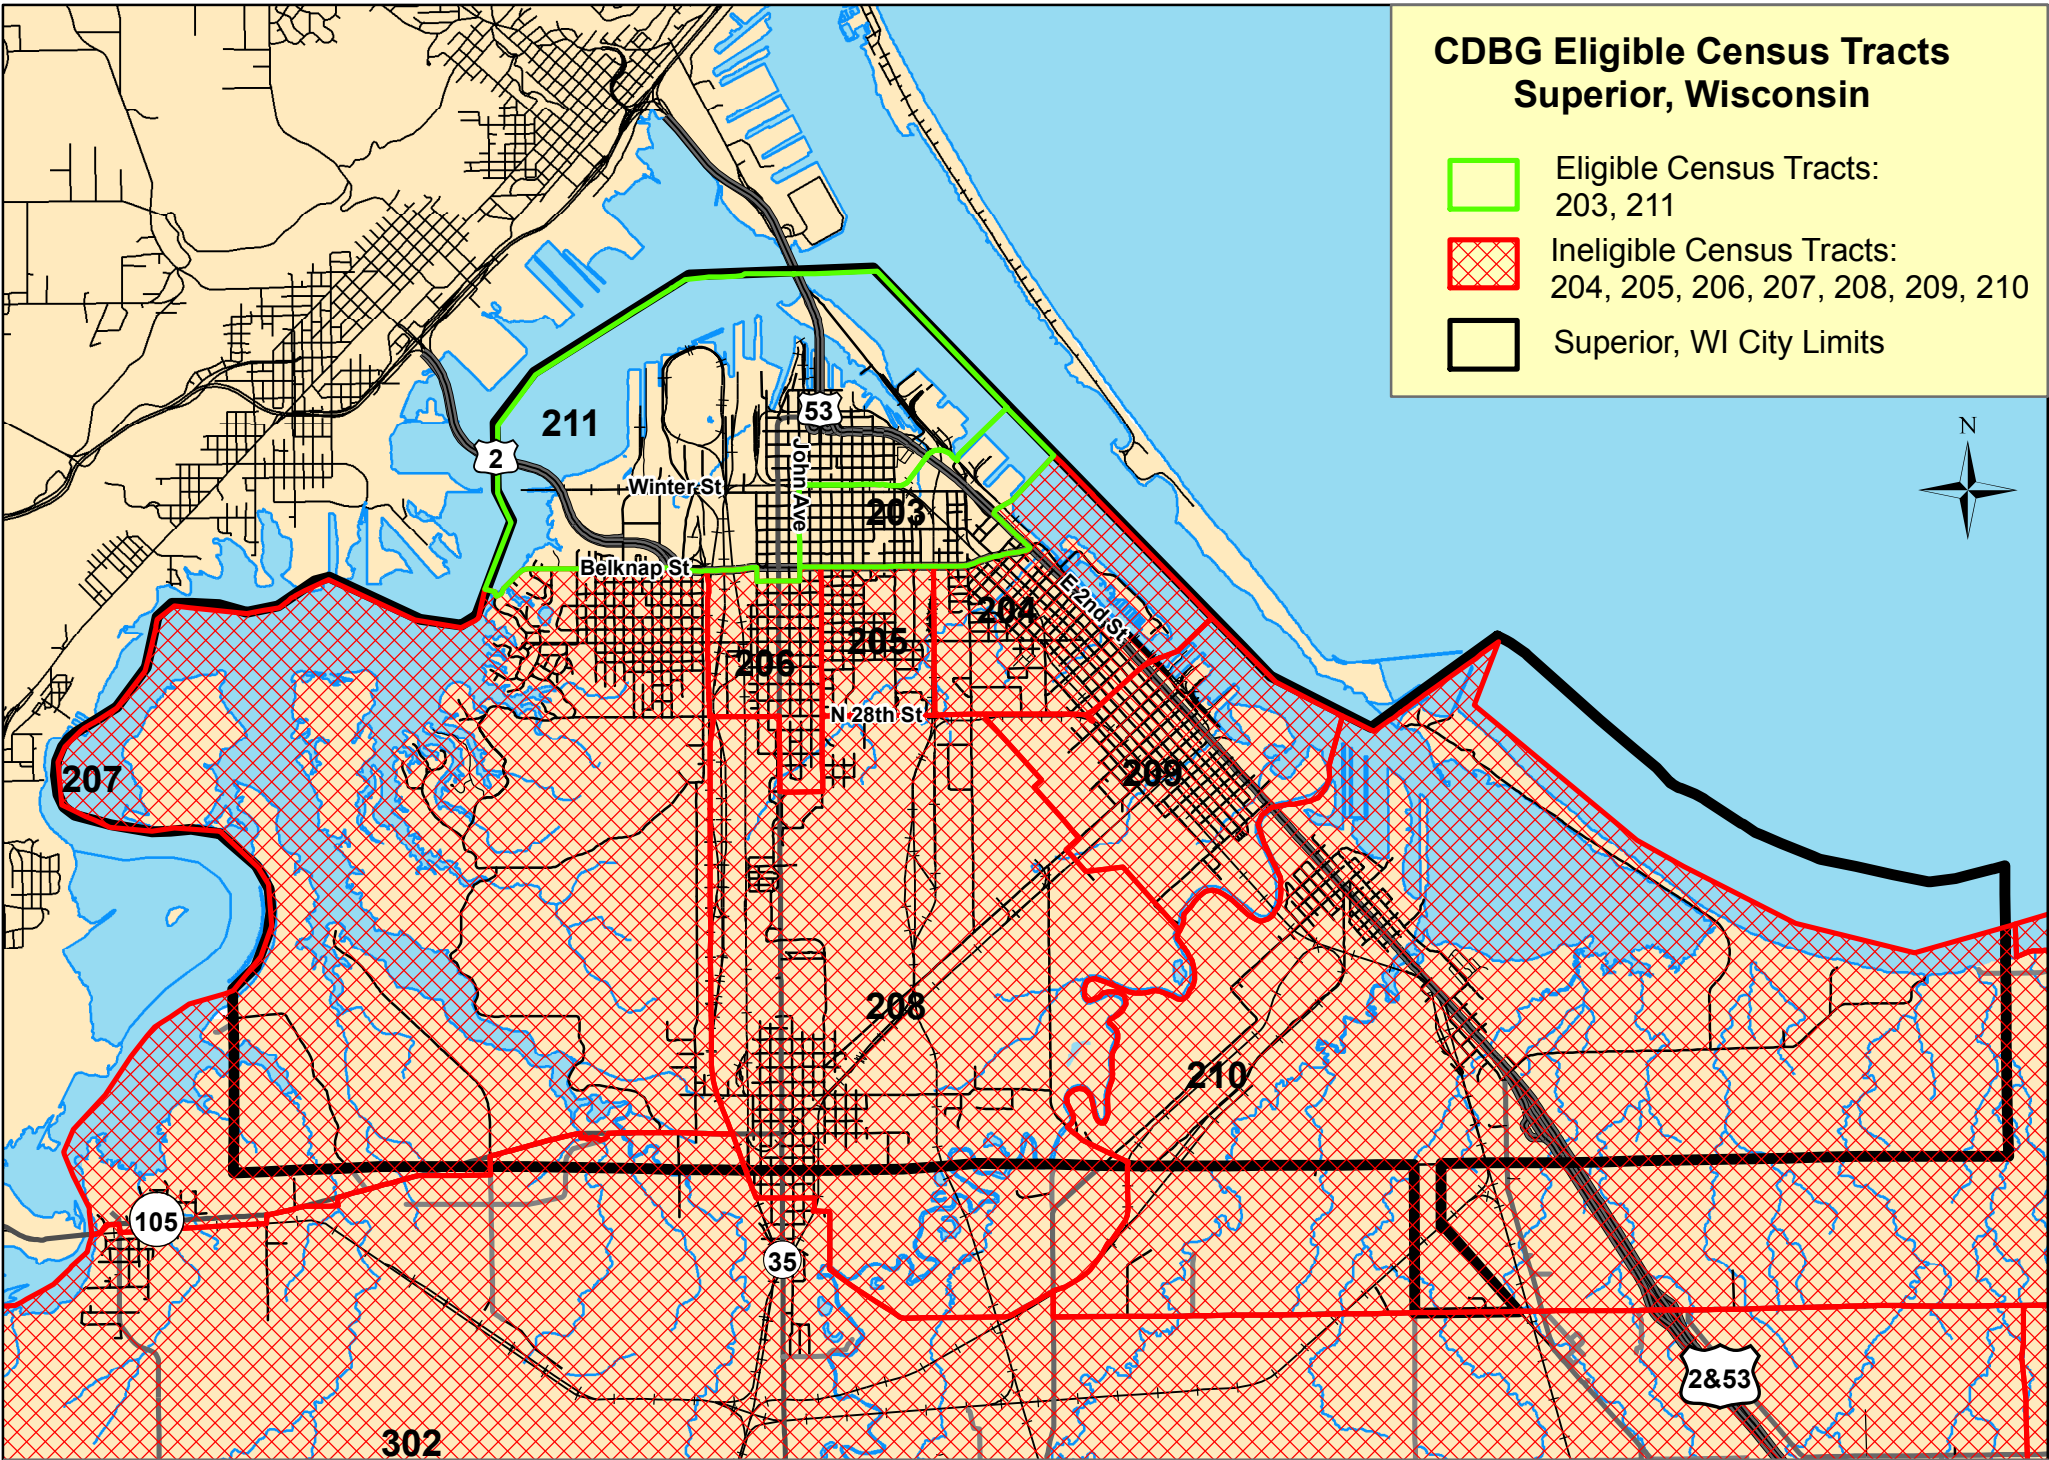 CDBG Eligible Census Tracts
Superior, Wisconsin
Eligible Census Tracts:
203, 211
Ineligible Census Tracts:
204, 205, 206, 207, 208, 209, 210
Superior, WI City Limits
N
211
53
2
John Ave
Winter St
203
Belknap St
E 2nd St
204
205
206
N 28th St
207
209
208
210
105
35
2&53
302